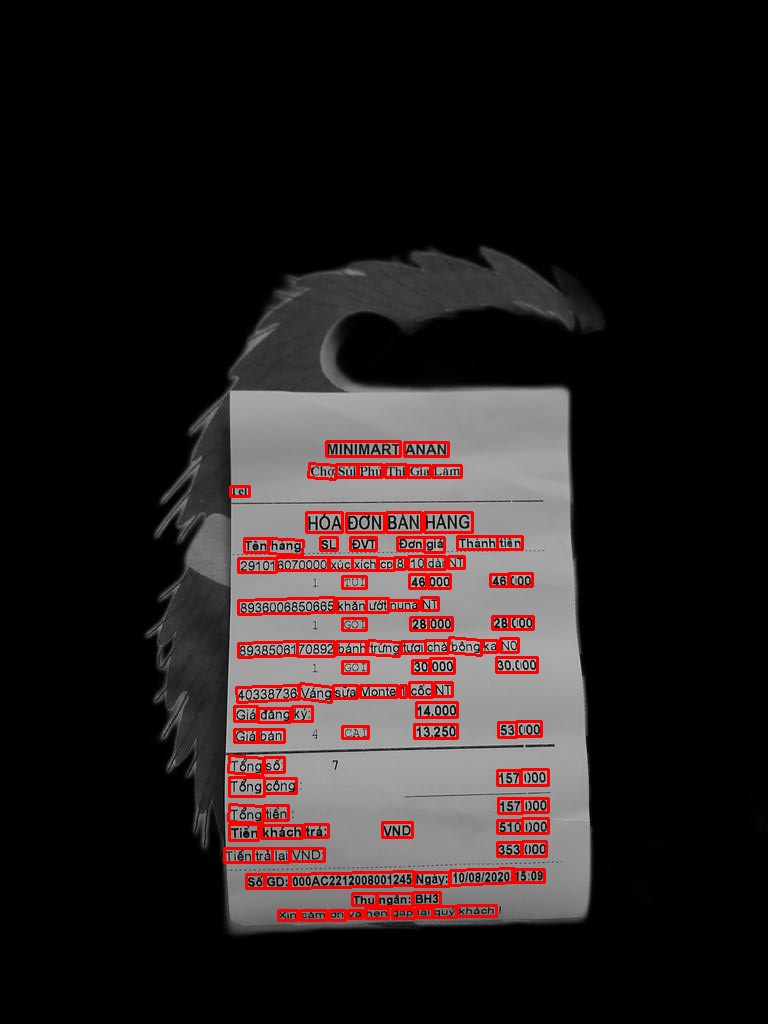 MINIMART ANAN
Chợ Sủi Phú Thị Gia Lâm
Tel
HÓA ĐƠN BÁN HÀNG
Tên hàng SL ĐVT Đơn giá Thành tiền
291016070000 xúc xích cp 8 10 dài NT
1 TUI 46.000 46.000
8936006850665 khăn ướt nuna NT
1 GOI 28.000 28.000
8938506170892 bánh trứng tươi chà bông ka N0
1 GOI 30.000 30.000
40338736 Váng sữa Monte 1 cốc NT
Giá đăng ký: 14,000
Giá bán 4 CAI 13,250 53.000
Tổng số 7
Tổng cộng : 157.000
Tổng tiền : 157.000
Tiền khách trả: VND 510.000
Tiền trả lại VND: 353.000
Số GD: 000AC2212008001245 Ngày: 10/08/2020 15:09
Thu ngân: BH3
Xin cảm ơn và hẹn gặp lại quý khách !